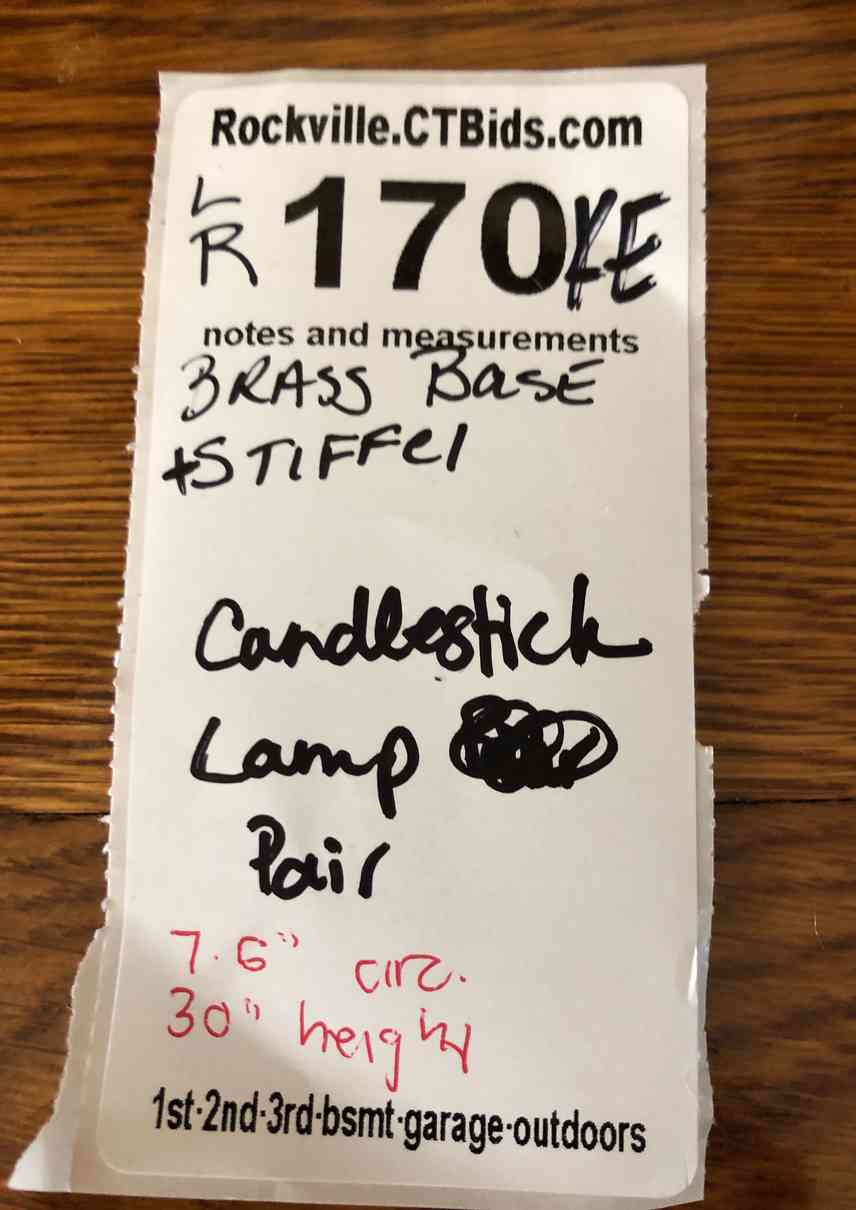 Rockville.CTBids.com
LR 170 KE
notes and measurements
BRASS BASE
+STIFFEl
Candlestick
Lamp
Pair
7.6" circ.
30" height
1st·2nd·3rd·bsmt·garage·outdoors